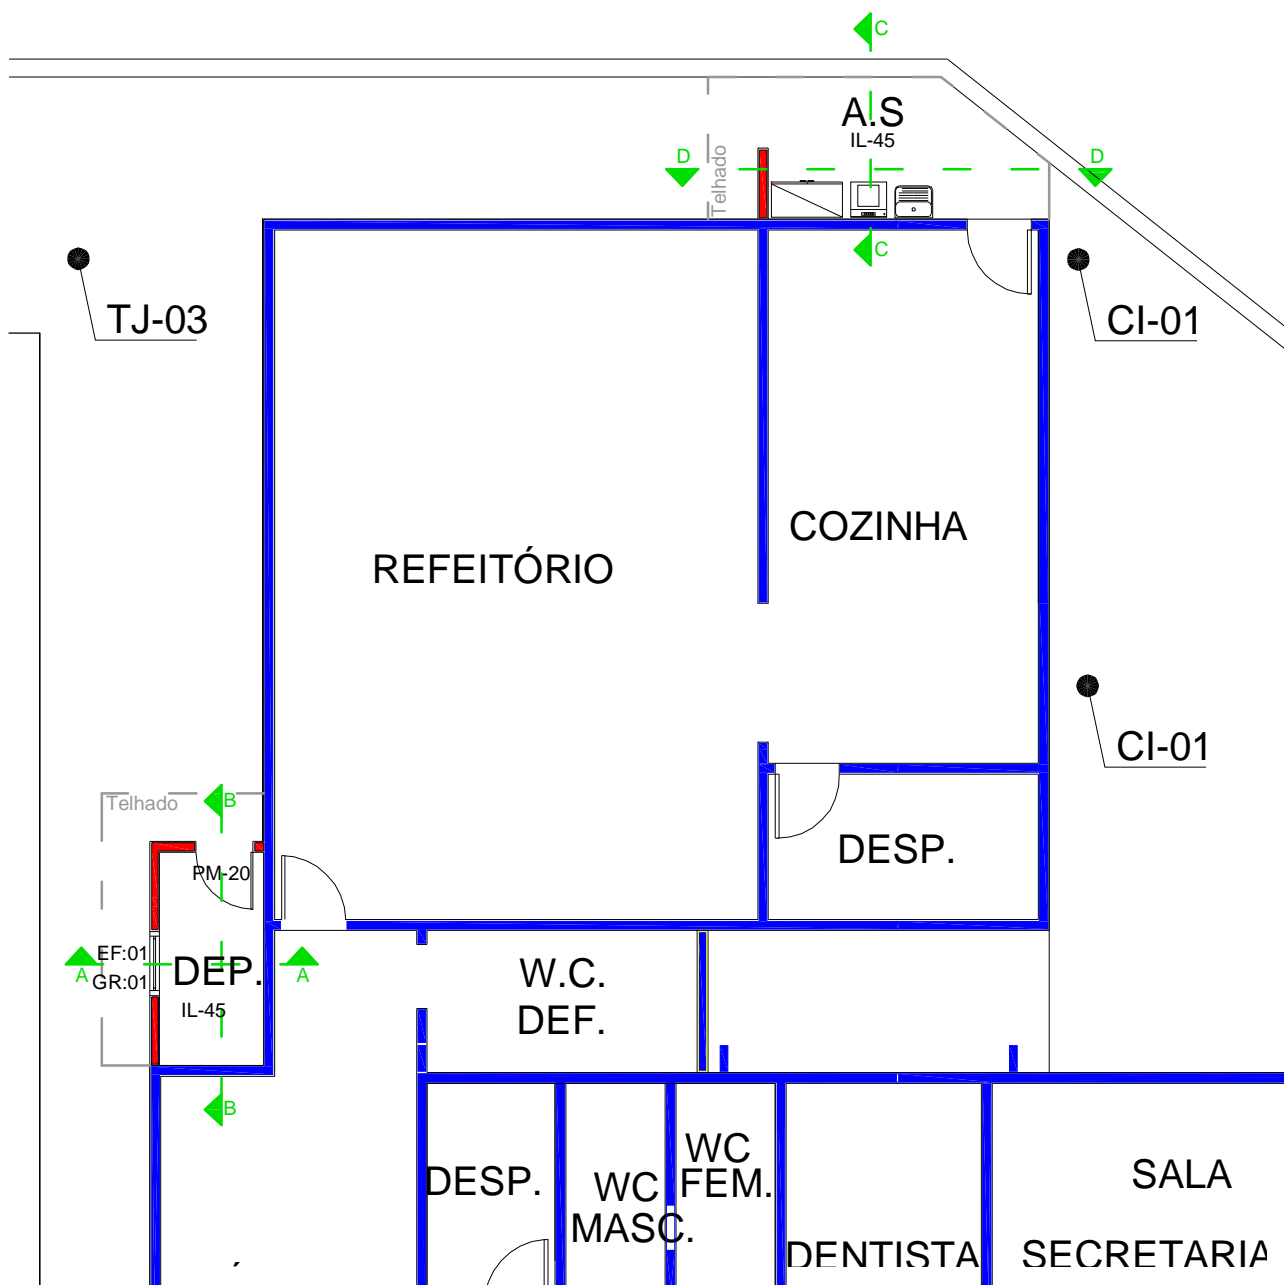 C
A.S
IL-45
D
D
Telhado
C
TJ-03
CI-01
COZINHA
REFEITÓRIO
CI-01
Telhado
B
DESP.
PM-20
EF:01
A
GR:01
DEP.
A
IL-45
W.C.
DEF.
B
DESP.
WC
MASC.
WC
FEM.
SALA
DENTISTA
SECRETARIA